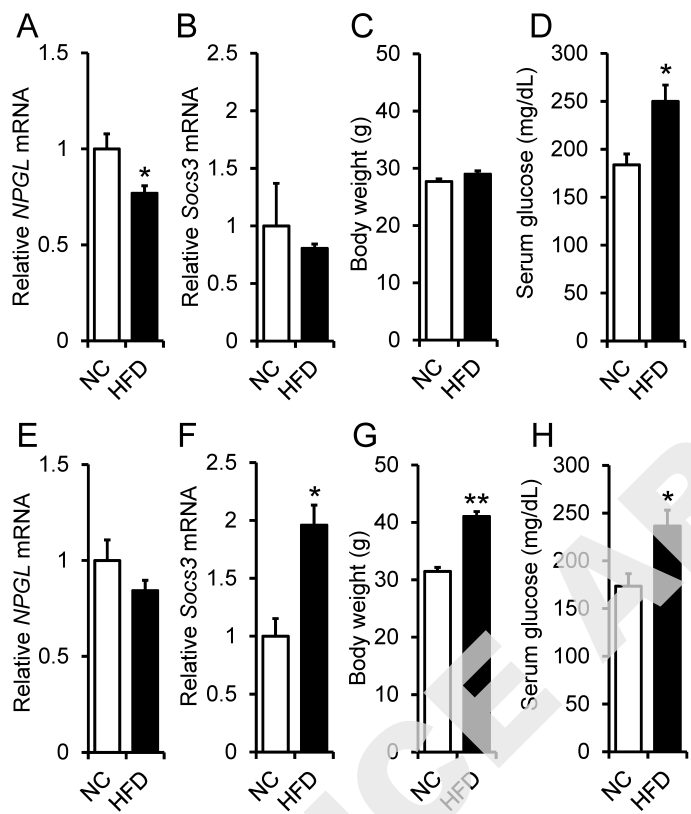 A
Relative NPGL mRNA
1.5
1
0.5
0
NC
HFD
*
B
Relative Socs3 mRNA
2.5
2
1.5
1
0.5
0
NC
HFD
C
Body weight (g)
50
40
30
20
10
0
NC
HFD
D
Serum glucose (mg/dL)
300
250
200
150
100
50
0
NC
HFD
*
E
Relative NPGL mRNA
1.5
1
0.5
0
NC
HFD
F
Relative Socs3 mRNA
2.5
2
1.5
1
0.5
0
NC
HFD
*
G
Body weight (g)
50
40
30
20
10
0
NC
HFD
**
H
Serum glucose (mg/dL)
300
250
200
150
100
50
0
NC
HFD
*
NCE AR